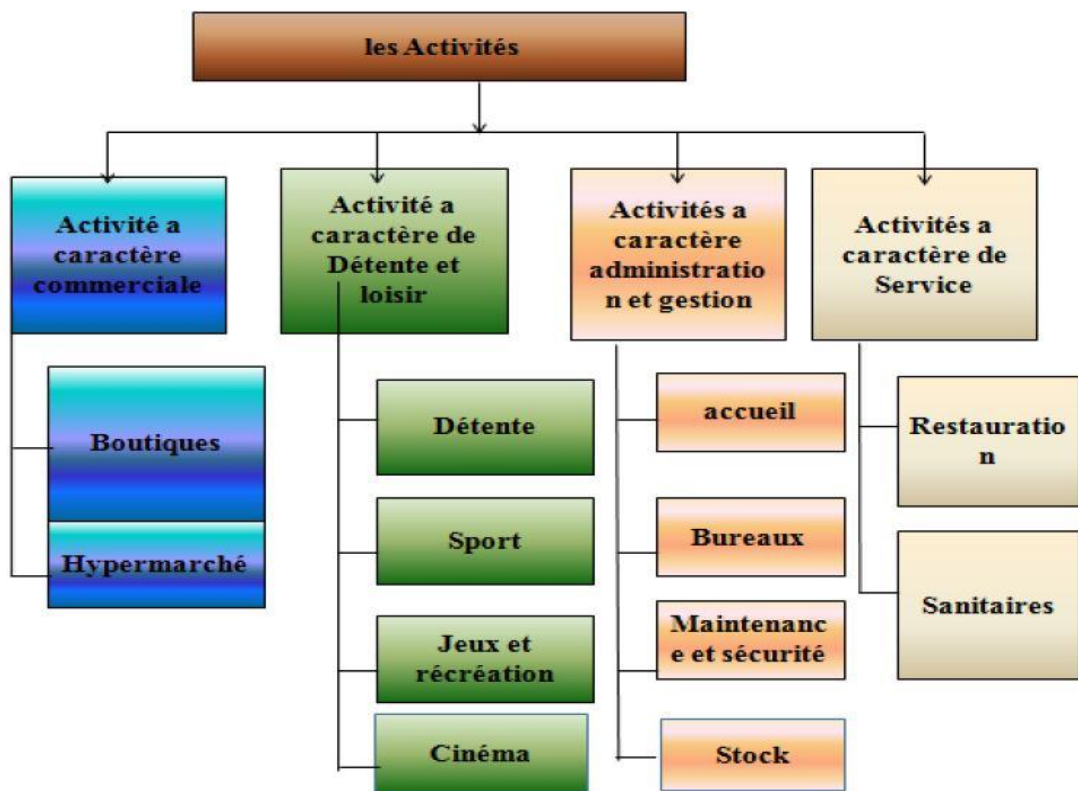 les Activités
Activité a
caractère
commerciale
Boutiques
Hypermarché
Activité a
caractère de
Détente et
loisir
Détente
Sport
Jeux et
récréation
Cinéma
Activités a
caractère
administratio
n et gestion
accueil
Bureaux
Maintenanc
e et sécurité
Stock
Activités a
caractère de
Service
Restauratio
n
Sanitaires